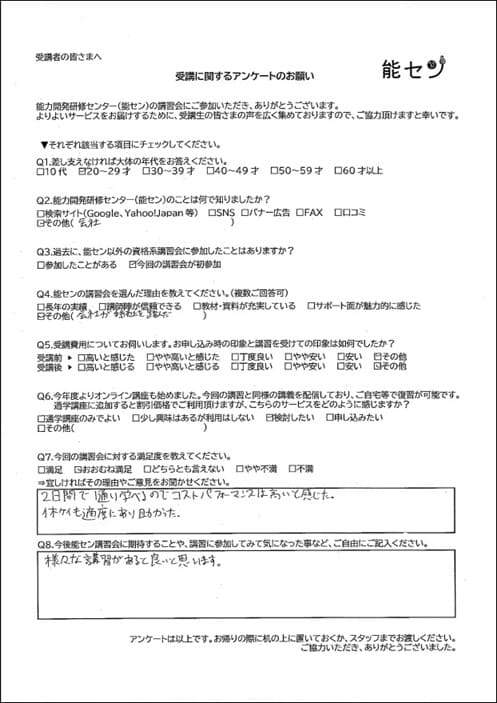 受講者の皆さまへ
能セン
受講に関するアンケートのお願い
能力開発研修センター(能セン)の講習会にご参加いただき、ありがとうございます。
よりよいサービスをお届けするために、受講生の皆さまの声を広く集めておりますので、ご協力頂けますと幸いです。
▼それぞれ該当する項目にチェックしてください。
Q1.差し支えなければ大体の年代をお答えください。
□10代 ☑20~29才 □30~39才 □40~49才 □50~59才 □60才以上
Q2.能力開発研修センター(能セン)のことは何で知りましたか?
□検索サイト(Google、Yahoo!Japan等) □SNS □バナー広告 □FAX □口コミ
☑その他( 会社 )
Q3.過去に、能セン以外の資格系講習会に参加したことはありますか?
□参加したことがある ☑今回の講習会が初参加
Q4.能センの講習会を選んだ理由を教えてください。(複数ご回答可)
□長年の実績 □講師陣が信頼できる □教材・資料が充実している □サポート面が魅力的に感じた
☑その他( 会社が )
Q5.受講費用についてお伺いします。お申し込み時の印象と講習を受けての印象は如何でしたか?
受講前 ▶ □高いと感じた □やや高いと感じた □丁度良い □やや安い □安い ☑その他
受講後 ▶ □高いと感じる □やや高いと感じる □丁度良い □やや安い □安い ☑その他
Q6.今年度よりオンライン講座も始めました。今回の講習と同様の講義を配信しており、ご自宅等で復習が可能です。
通学講座に追加すると割引価格でご利用頂けますが、こちらのサービスをどのように感じますか?
□通学講座のみでよい □少し興味はあるが利用はしない ☑検討したい □申し込みたい
□その他( )
Q7.今回の講習会に対する満足度を教えてください。
□満足 ☑おおむね満足 □どちらとも言えない □やや不満 □不満
⇒宜しければその理由やご意見をお聞かせください。
2日間で1通り学べるのでコストパフォーマンスは高いと感じた。
休ケイも適度にあり助かった。
Q8.今後能セン講習会に期待することや、講習に参加してみて気になった事など、ご自由にご記入ください。
様々な講習があると良いと思います。
アンケートは以上です。お帰りの際に机の上に置いておくか、スタッフまでお渡しください。
ご協力いただき、ありがとうございました。